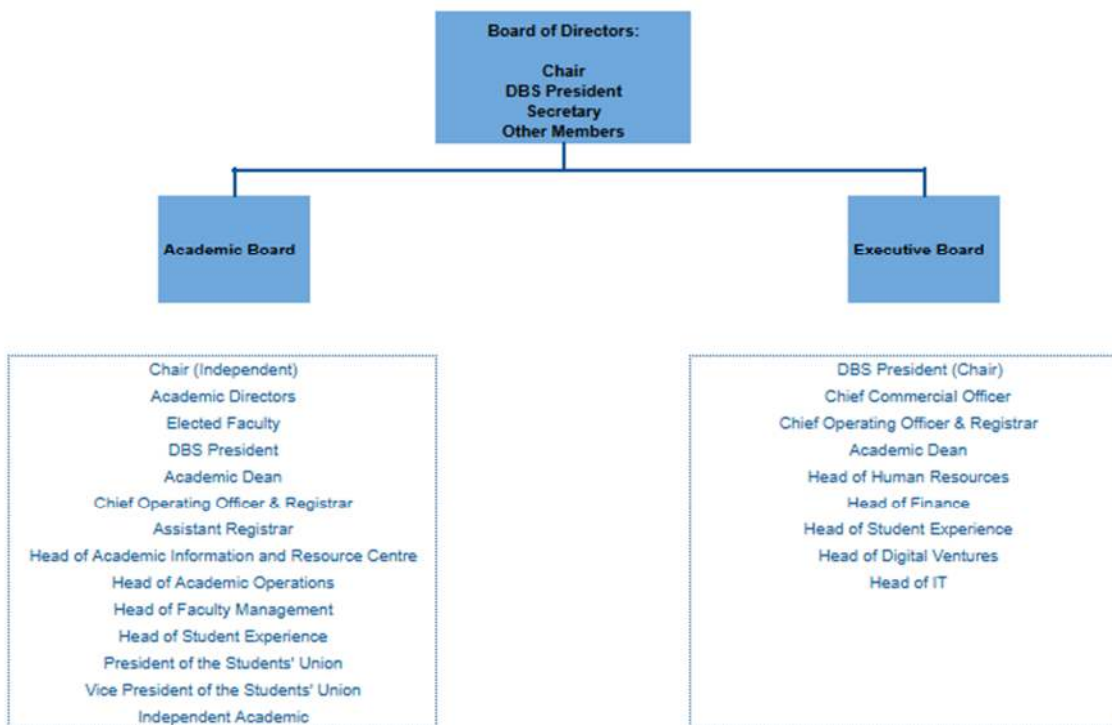 Board of Directors:
Chair
DBS President
Secretary
Other Members
Academic Board
Executive Board
Chair (Independent)
Academic Directors
Elected Faculty
DBS President
Academic Dean
Chief Operating Officer & Registrar
Assistant Registrar
Head of Academic Information and Resource Centre
Head of Academic Operations
Head of Faculty Management
Head of Student Experience
President of the Students' Union
Vice President of the Students' Union
Independent Academic
DBS President (Chair)
Chief Commercial Officer
Chief Operating Officer & Registrar
Academic Dean
Head of Human Resources
Head of Finance
Head of Student Experience
Head of Digital Ventures
Head of IT